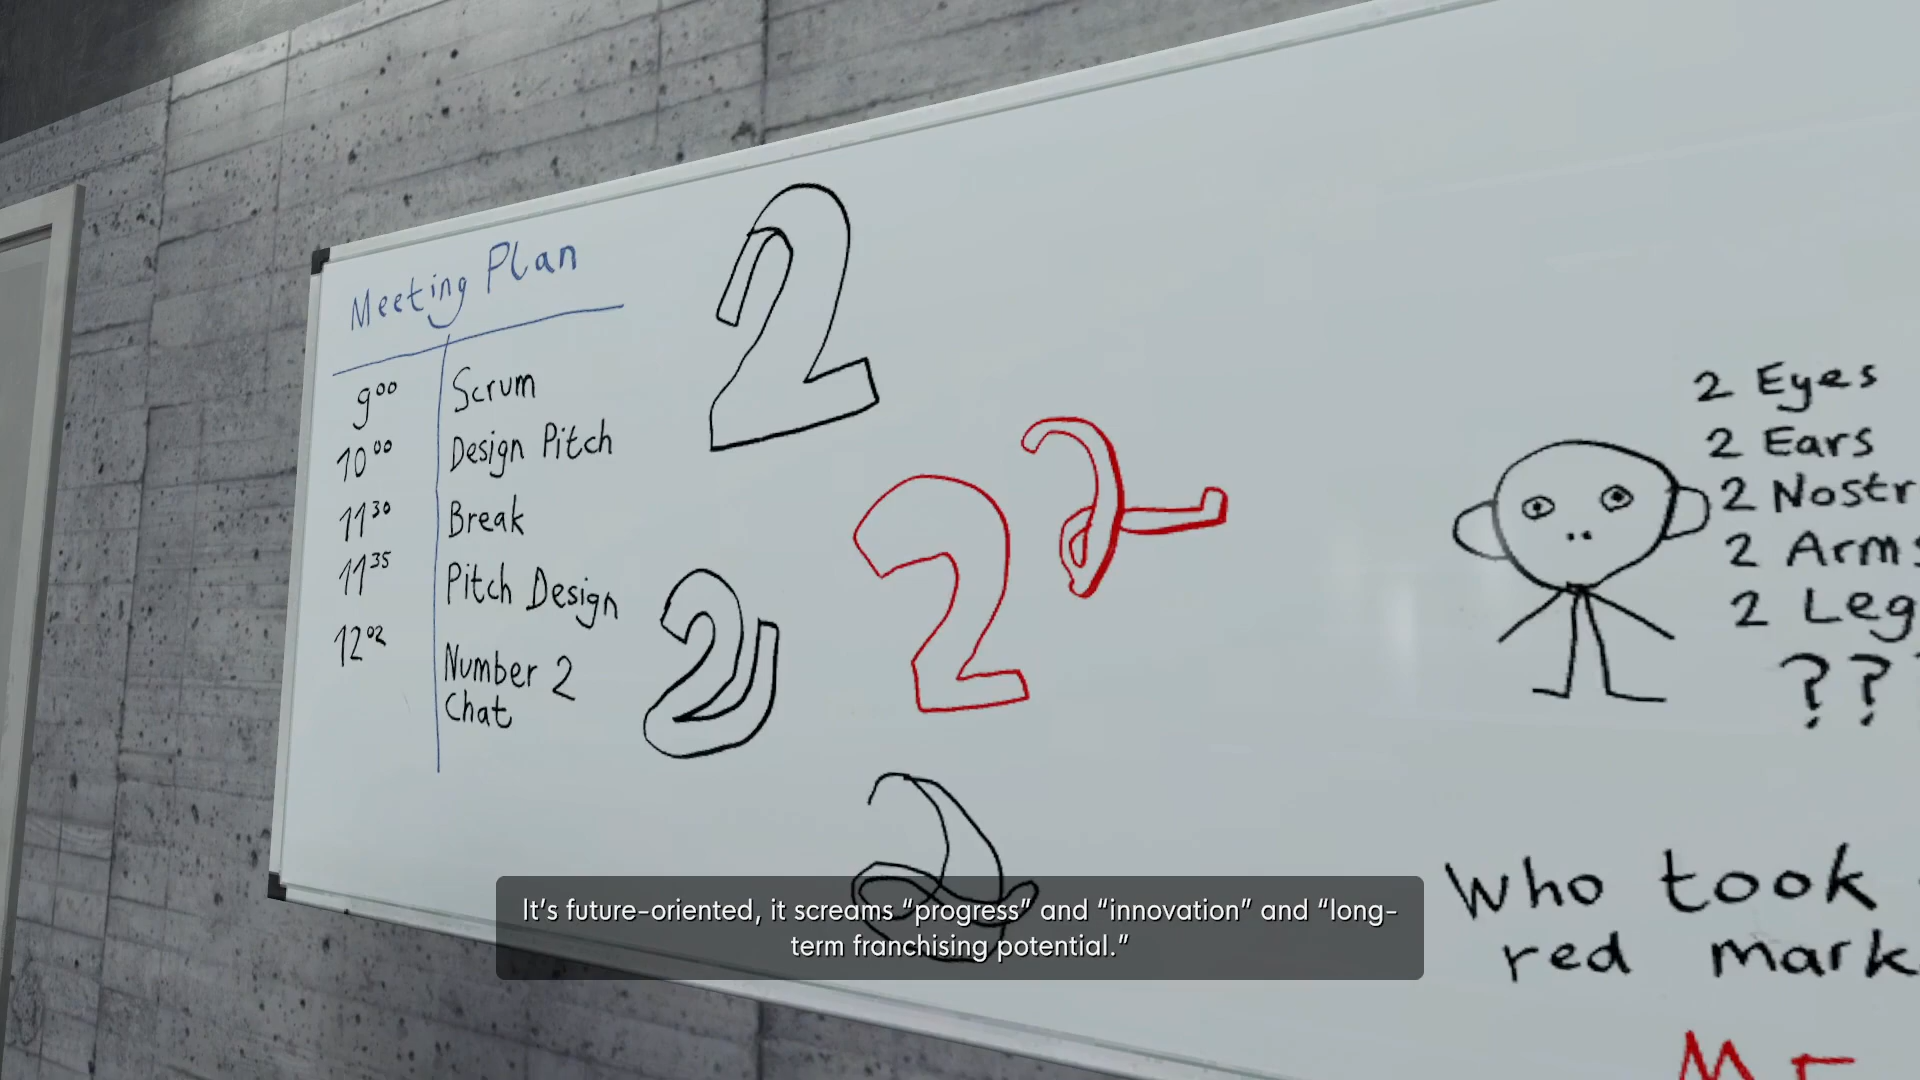 Meeting Plan
9⁰⁰ Scrum
10⁰⁰ Design Pitch
11³⁰ Break
11³⁵ Pitch Design
12⁰² Number 2
Chat
2
2
2
2
2
2 Eyes
2 Ears
2 Nostr
2 Arms
2 Leg
???
Who took
red mark
It's future-oriented, it screams “progress” and “innovation” and “long-
term franchising potential.”